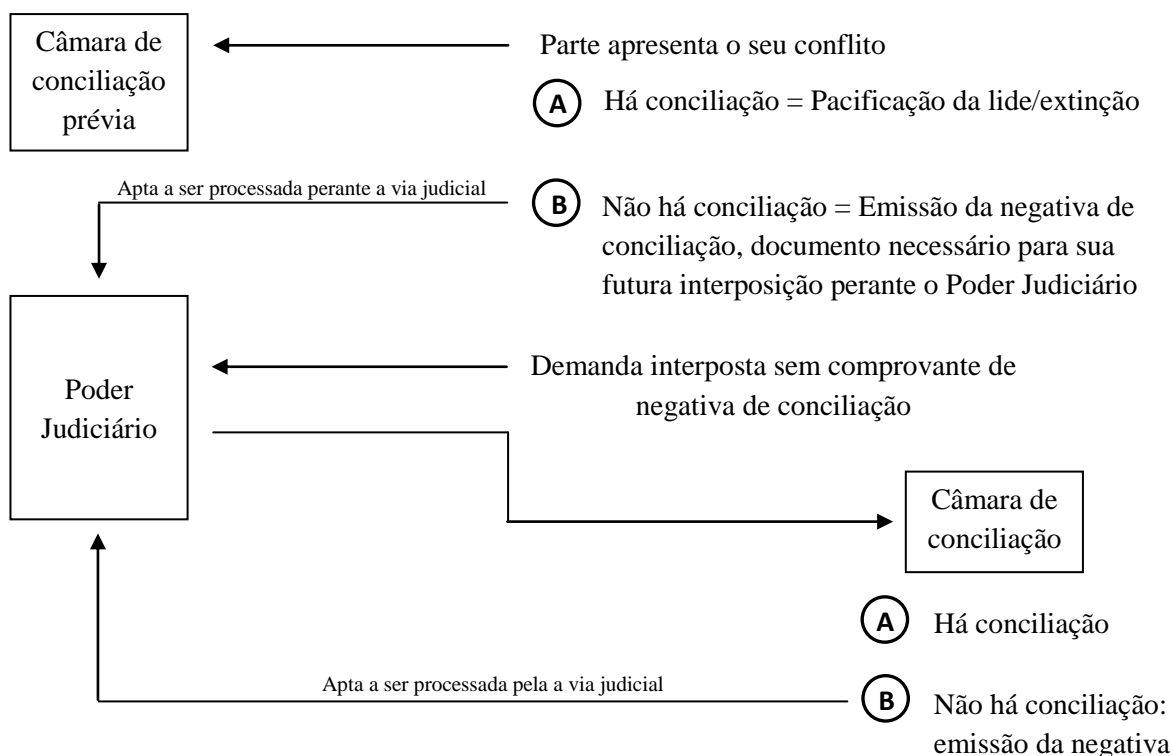 Câmara de
conciliação
prévia
Parte apresenta o seu conflito
A
Há conciliação = Pacificação da lide/extinção
Apta a ser processada perante a via judicial
B
Não há conciliação = Emissão da negativa de
conciliação, documento necessário para sua
futura interposição perante o Poder Judiciário
Poder
Judiciário
Demanda interposta sem comprovante de
negativa de conciliação
Câmara de
conciliação
A
Há conciliação
Apta a ser processada pela a via judicial
B
Não há conciliação:
emissão da negativa